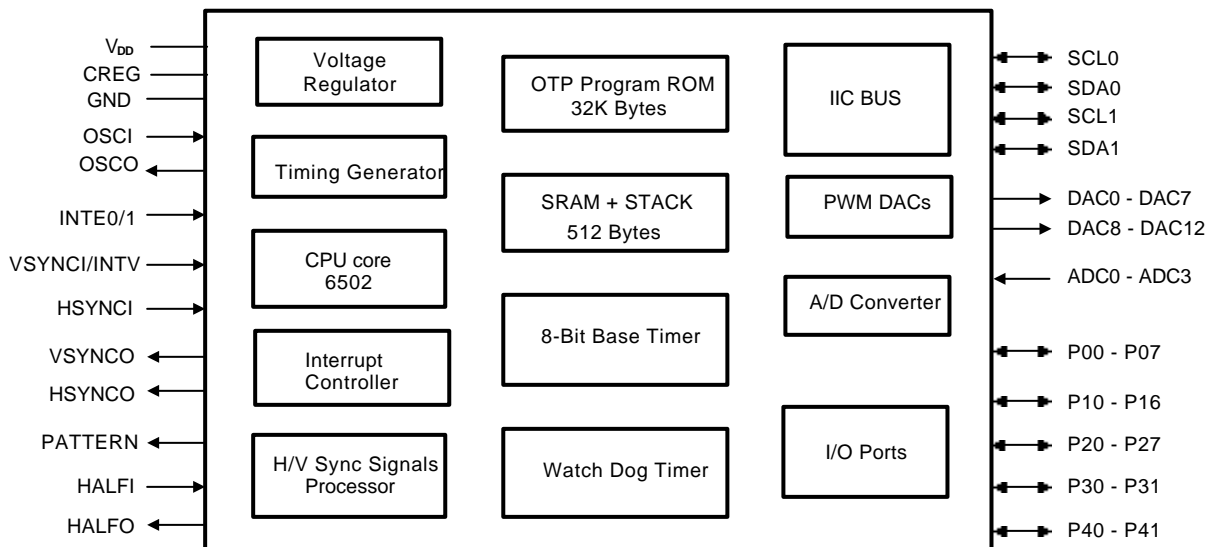 VDD
CREG
GND
OSCI
OSCO
INTE0/1
VSYNCI/INTV
HSYNCI
VSYNCO
HSYNCO
PATTERN
HALFI
HALFO
Voltage
Regulator
Timing Generator
CPU core
6502
Interrupt
Controller
H/V Sync Signals
Processor
OTP Program ROM
32K Bytes
SRAM + STACK
512 Bytes
8-Bit Base Timer
Watch Dog Timer
IIC BUS
PWM DACs
A/D Converter
I/O Ports
SCL0
SDA0
SCL1
SDA1
DAC0 - DAC7
DAC8 - DAC12
ADC0 - ADC3
P00 - P07
P10 - P16
P20 - P27
P30 - P31
P40 - P41